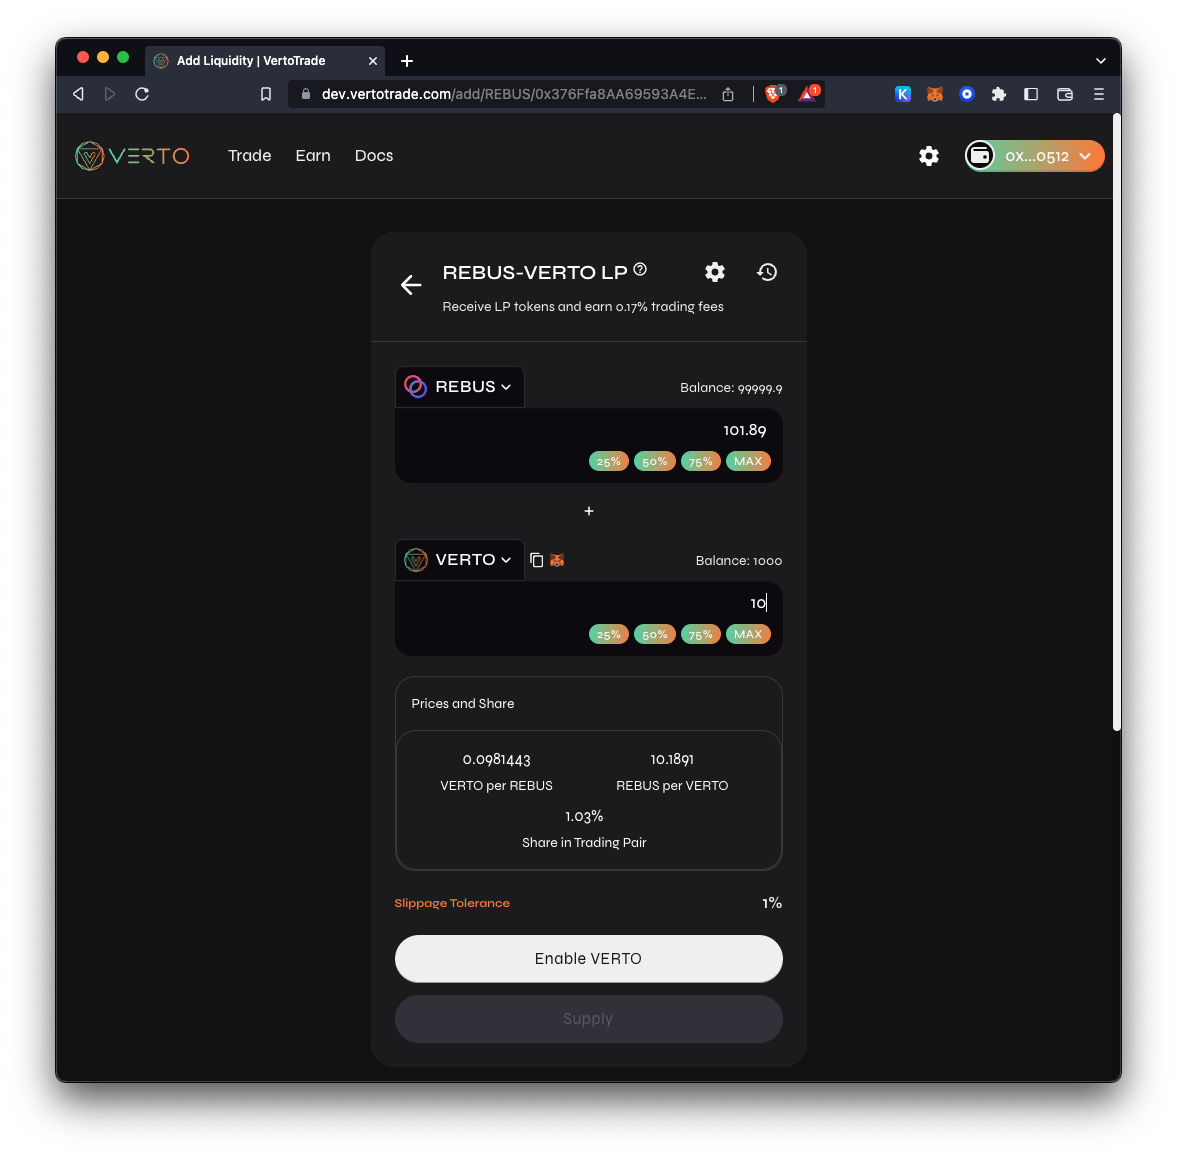 Add Liquidity | VertoTrade
dev.vertotrade.com/add/REBUS/0x376Ffa8AA69593A4E...
1
1
K
VERTO
Trade
Earn
Docs
0x...0512
REBUS-VERTO LP
Receive LP tokens and earn 0.17% trading fees
REBUS
Balance: 99999.9
101.89
25% 50% 75% MAX
+
VERTO
Balance: 1000
10
25% 50% 75% MAX
Prices and Share
0.0981443 10.1891
VERTO per REBUS REBUS per VERTO
1.03%
Share in Trading Pair
Slippage Tolerance 1%
Enable VERTO
Supply